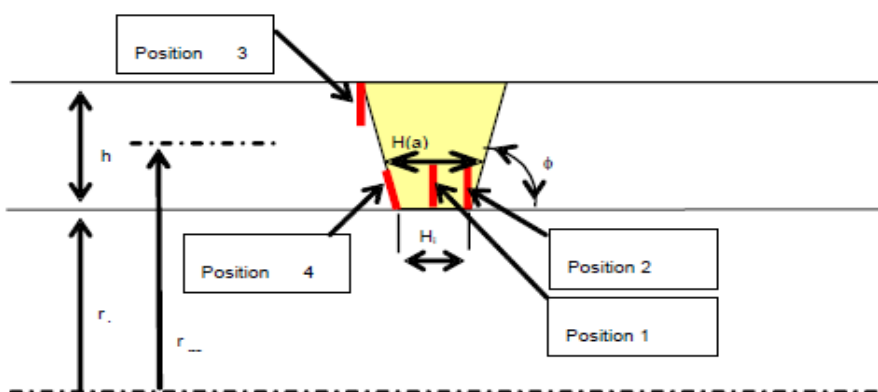 Position 3
h
H(a)
ϕ
Hᵢ
Position 4
Position 2
r
Position 1
r